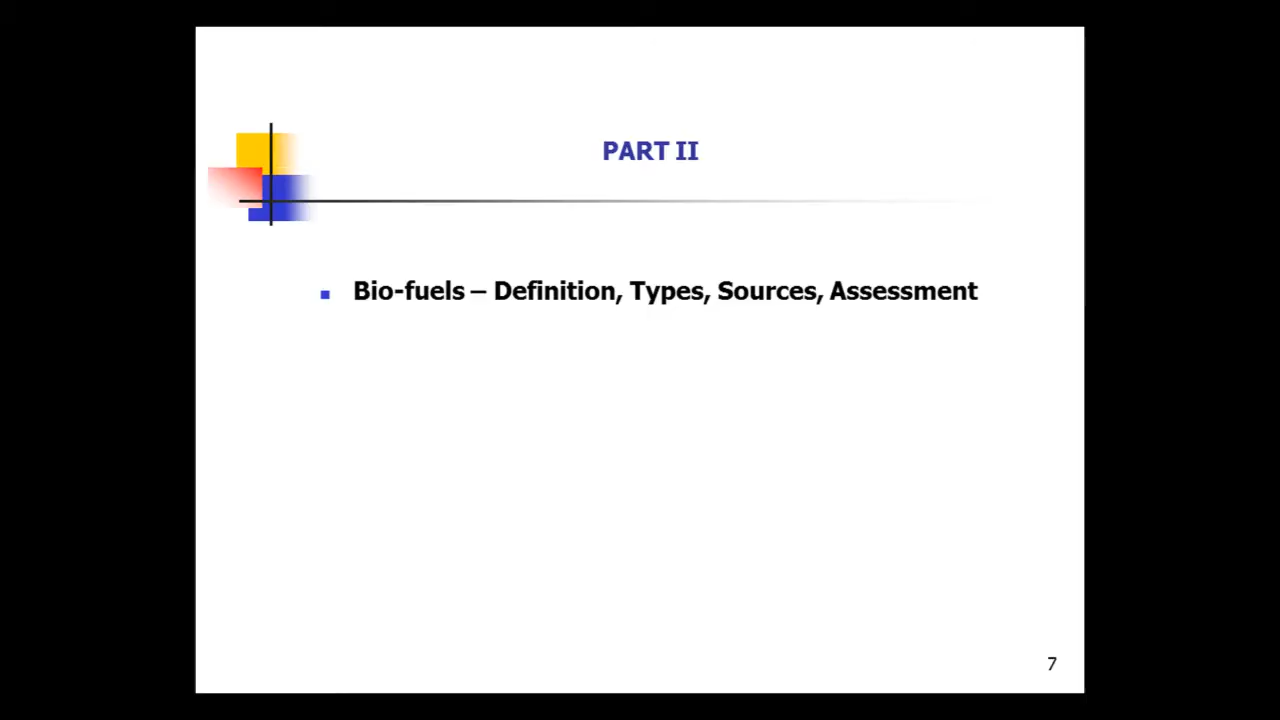 PART II
Bio-fuels – Definition, Types, Sources, Assessment
7